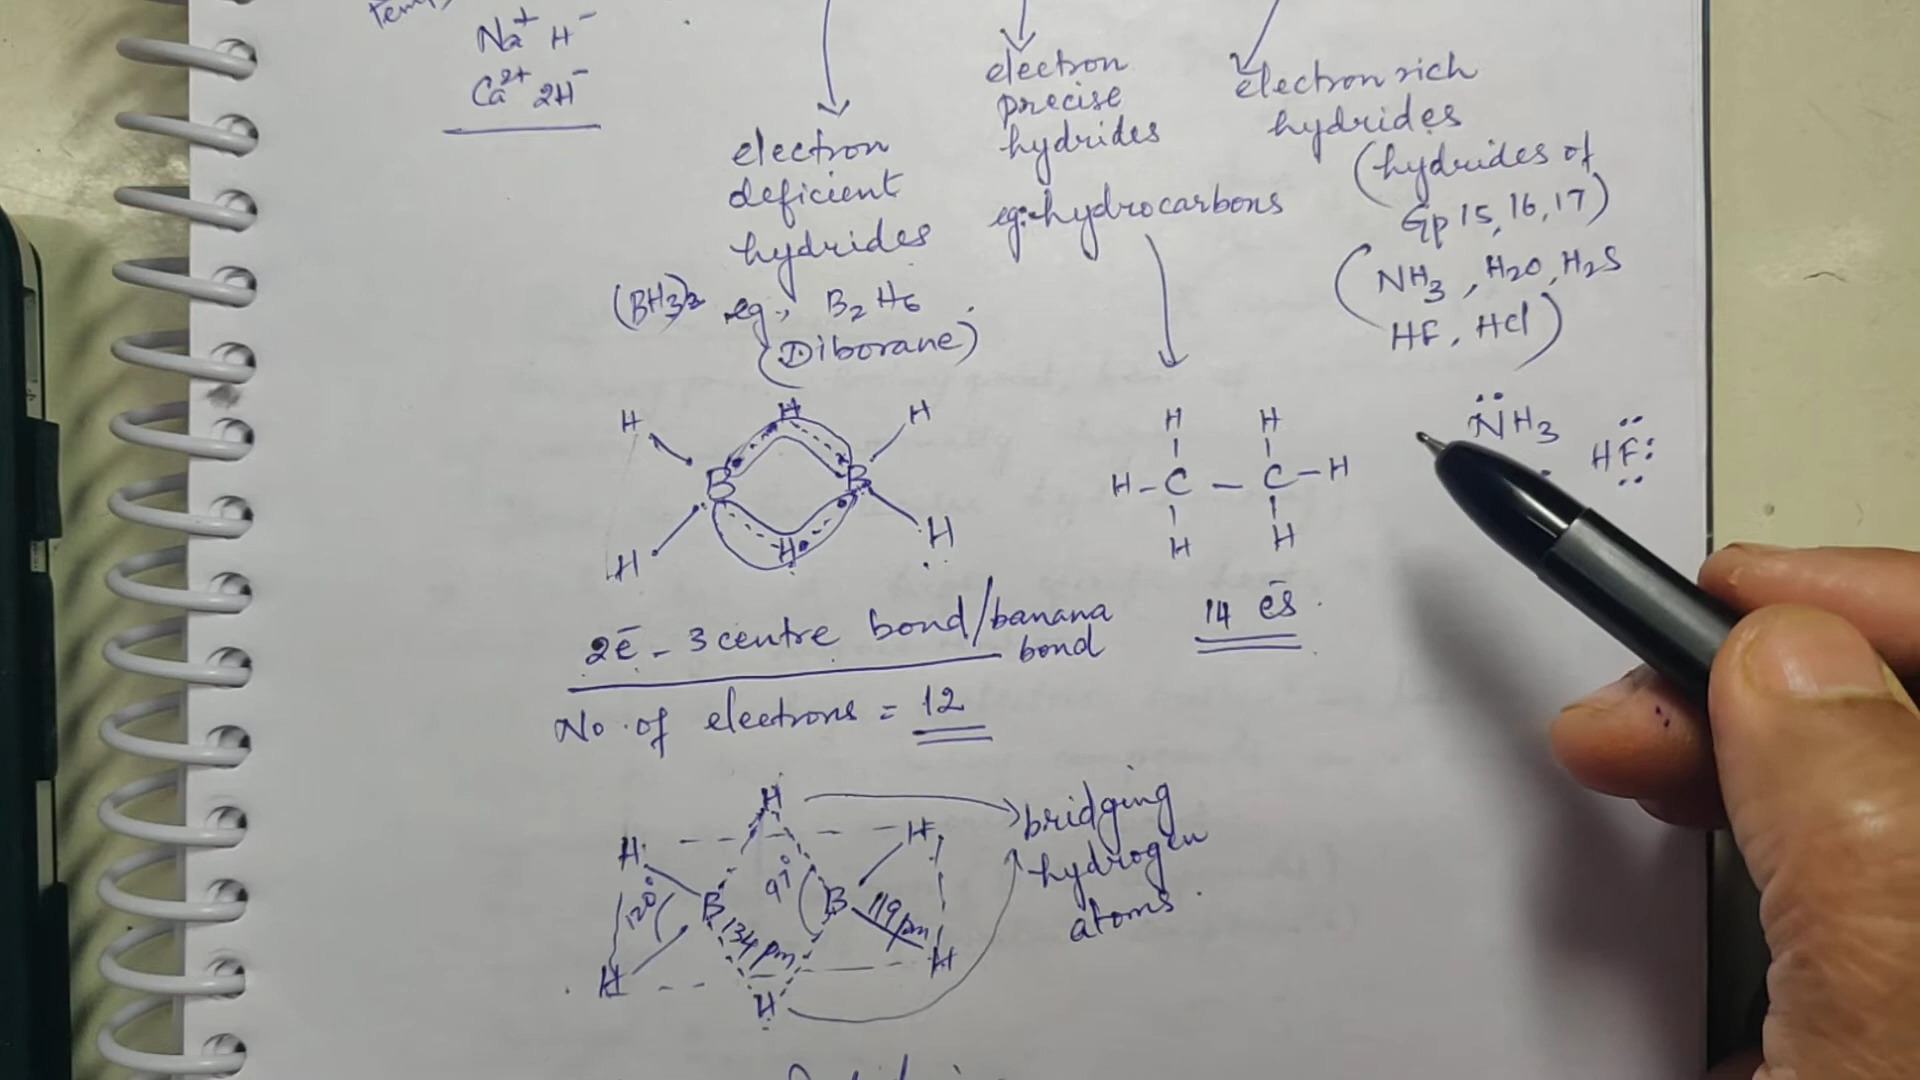 Na⁺ H⁻
Ca²⁺ 2H⁻
electron
deficient
hydrides
(BH3)2 eg., B2H6
(Diborane)
electron
precise
hydrides
eg:- hydrocarbons
electron rich
hydrides
(hydrides of
Gp 15, 16, 17)
(NH3, H2O, H2S
HF, HCl)
H H H
B B
H H H
H H
H - C - C - H
H H
NH3
HF
2e⁻ - 3 centre bond/banana
bond
14 es
No. of electrons = 12
H
H H
120° B 97° B 119 pm
134 pm
H H
H
bridging
hydrogen
atoms